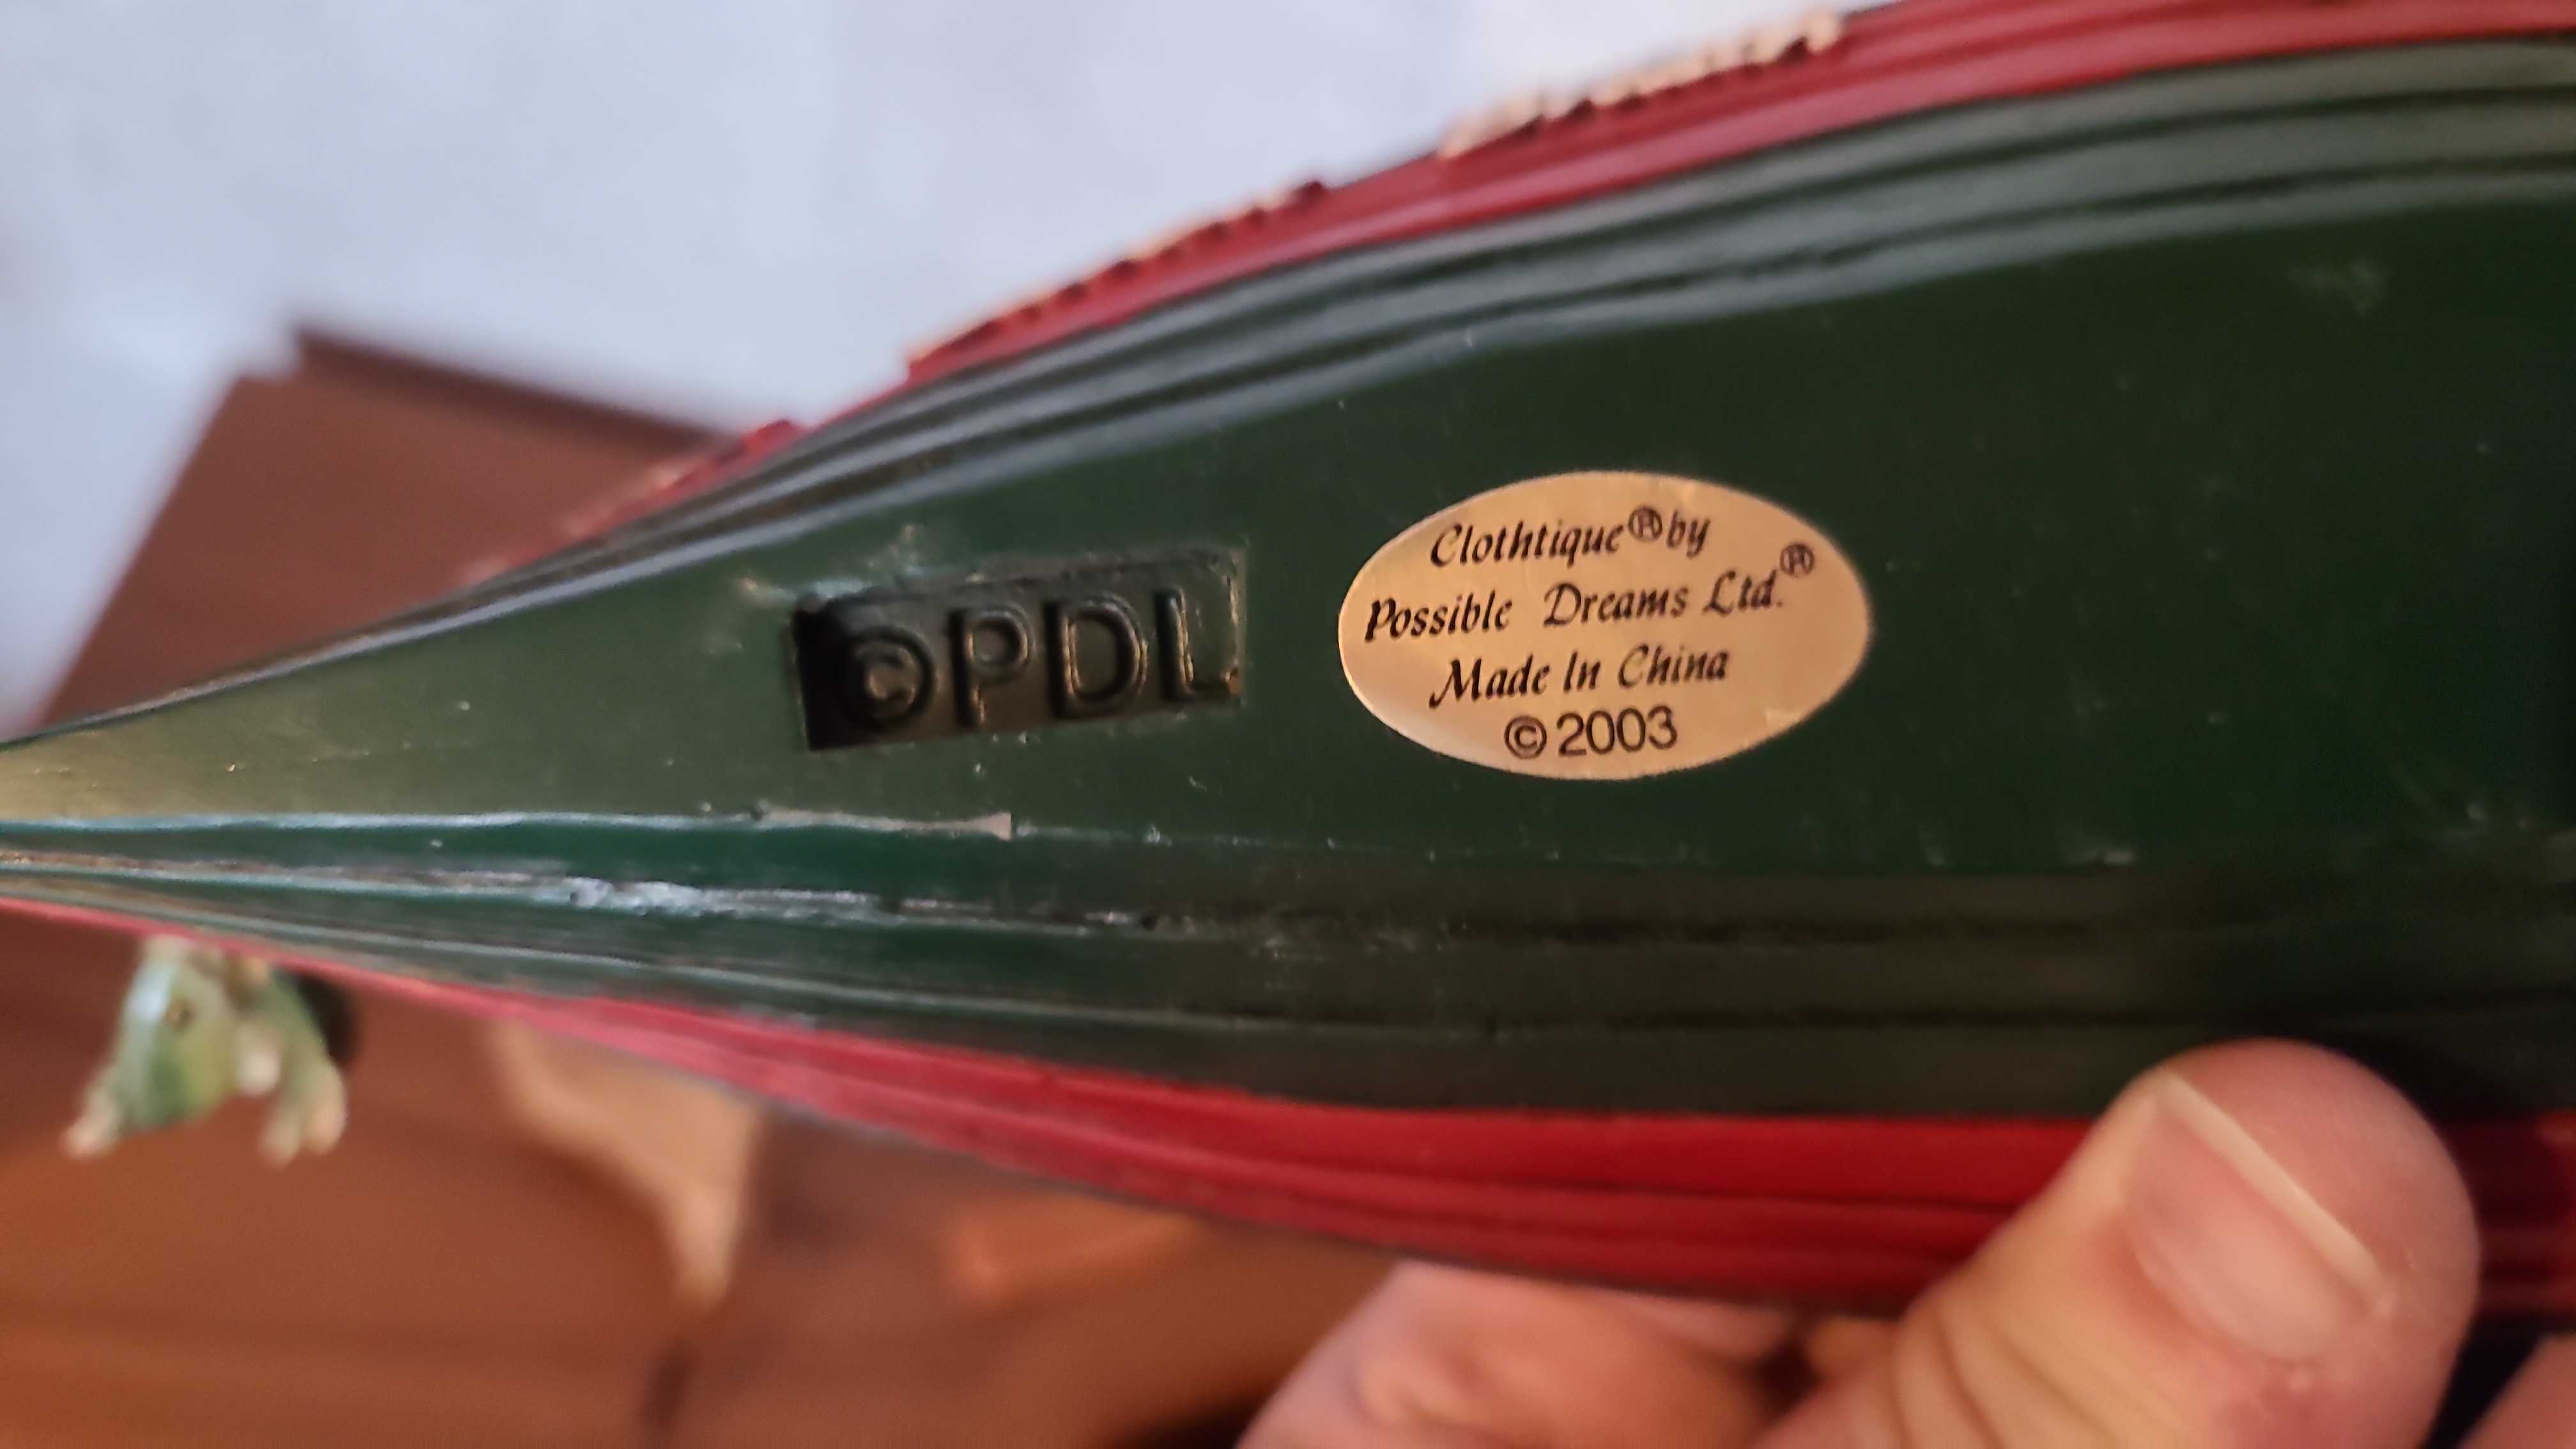 ©PDL
Clothtique® by
Possible Dreams Ltd.®
Made In China
©2003